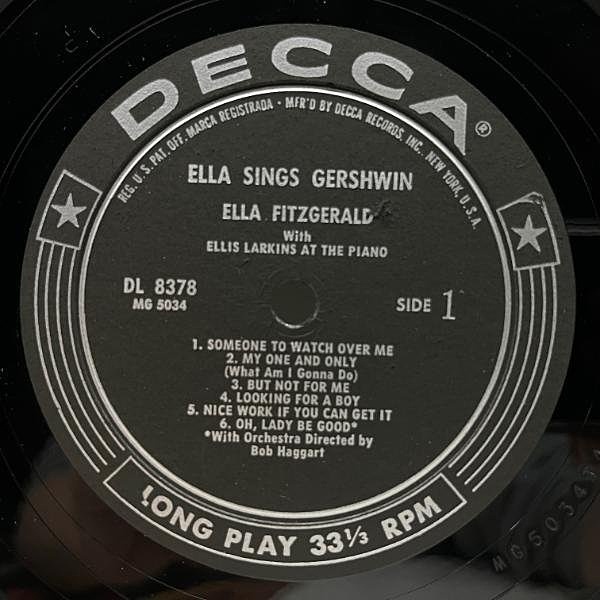 DECCA®
REG. U.S. PAT. OFF. MARCA REGISTRADA • MFR'D BY DECCA RECORDS, INC., NEW YORK, U.S.A.
ELLA SINGS GERSHWIN
ELLA FITZGERALD
With
ELLIS LARKINS AT THE PIANO
DL 8378
MG 5034
SIDE 1
1. SOMEONE TO WATCH OVER ME
2. MY ONE AND ONLY
(What Am I Gonna Do)
3. BUT NOT FOR ME
4. LOOKING FOR A BOY
5. NICE WORK IF YOU CAN GET IT
6. OH, LADY BE GOOD*
*With Orchestra Directed by
Bob Haggart
LONG PLAY 33⅓ RPM